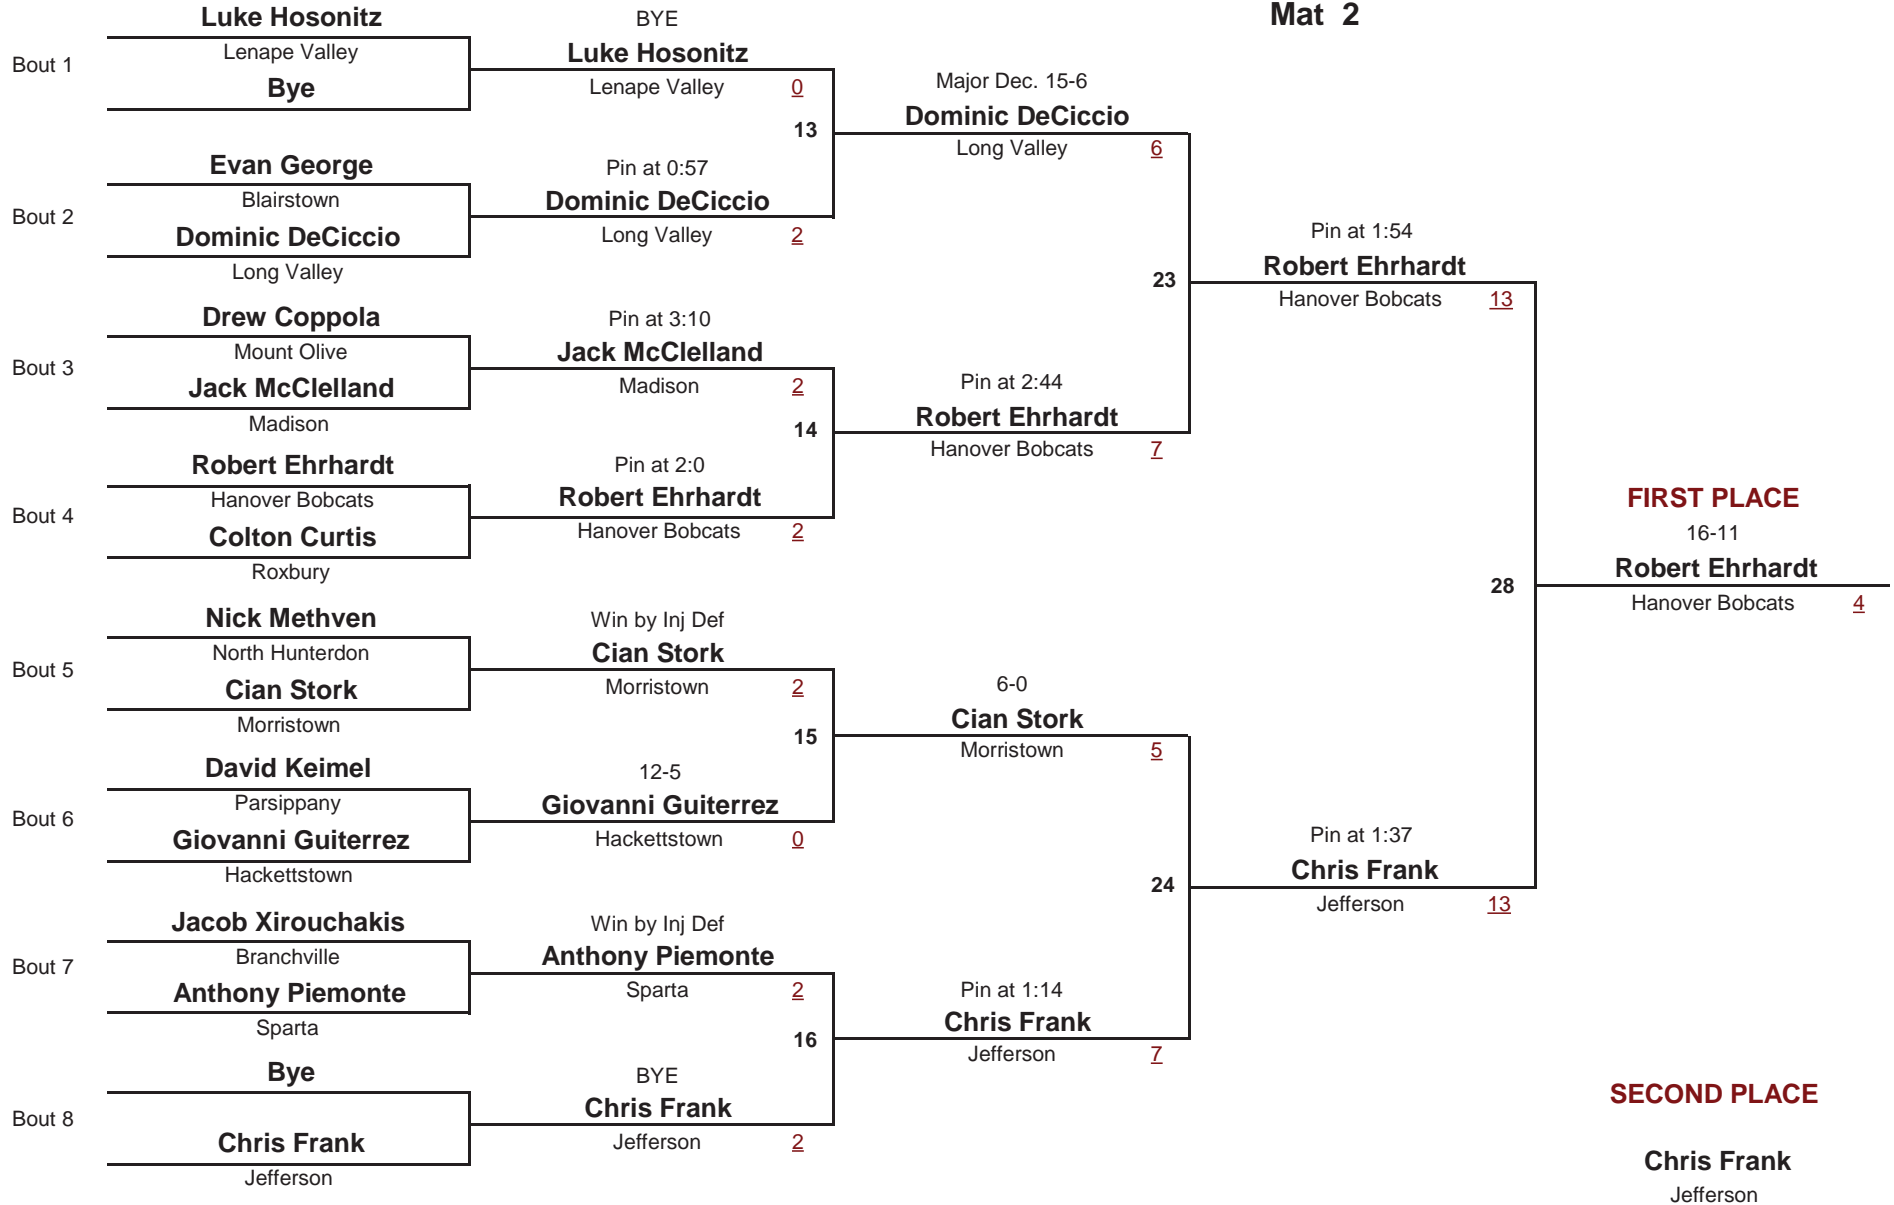 Mat 2
Bout 1
Luke Hosonitz
Lenape Valley
Bye
Bout 2
Evan George
Blairstown
Dominic DeCiccio
Long Valley
Bout 3
Drew Coppola
Mount Olive
Jack McClelland
Madison
Bout 4
Robert Ehrhardt
Hanover Bobcats
Colton Curtis
Roxbury
Bout 5
Nick Methven
North Hunterdon
Cian Stork
Morristown
Bout 6
David Keimel
Parsippany
Giovanni Guiterrez
Hackettstown
Bout 7
Jacob Xirouchakis
Branchville
Anthony Piemonte
Sparta
Bout 8
Bye
Chris Frank
Jefferson
BYE
Luke Hosonitz
Lenape Valley 0
13
Pin at 0:57
Dominic DeCiccio
Long Valley 2
Pin at 3:10
Jack McClelland
Madison 2
14
Pin at 2:0
Robert Ehrhardt
Hanover Bobcats 2
Win by Inj Def
Cian Stork
Morristown 2
15
12-5
Giovanni Guiterrez
Hackettstown 0
Win by Inj Def
Anthony Piemonte
Sparta 2
16
BYE
Chris Frank
Jefferson 2
Major Dec. 15-6
Dominic DeCiccio
Long Valley 6
23
Pin at 2:44
Robert Ehrhardt
Hanover Bobcats 7
6-0
Cian Stork
Morristown 5
24
Pin at 1:14
Chris Frank
Jefferson 7
Pin at 1:54
Robert Ehrhardt
Hanover Bobcats 13
28
Pin at 1:37
Chris Frank
Jefferson 13
FIRST PLACE
16-11
Robert Ehrhardt
Hanover Bobcats 4
SECOND PLACE
Chris Frank
Jefferson